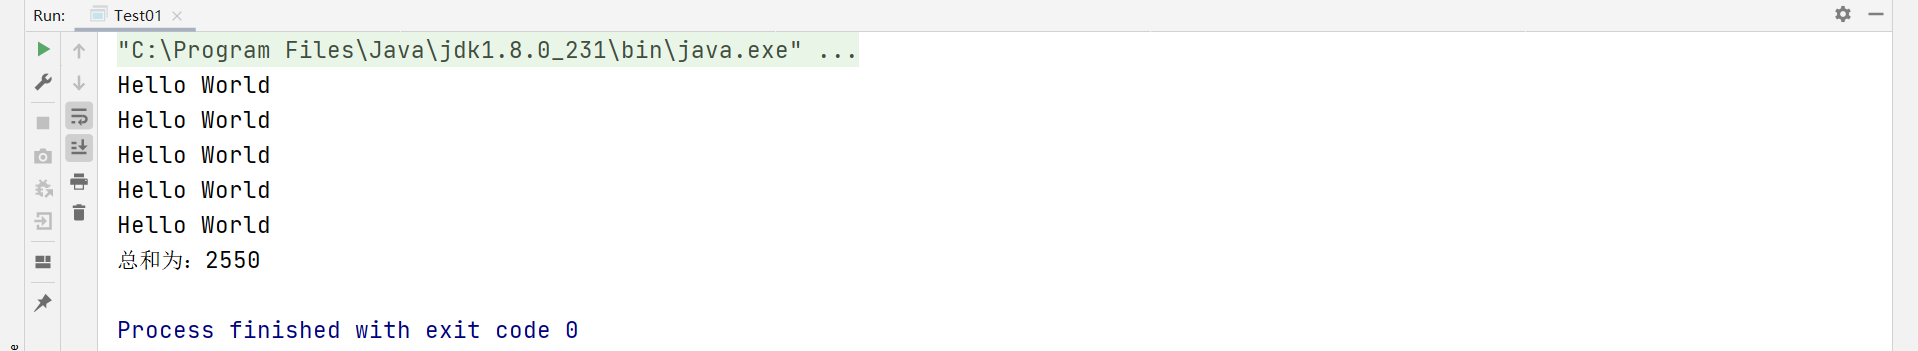 Run: Test01
"C:\Program Files\Java\jdk1.8.0_231\bin\java.exe" ...
Hello World
Hello World
Hello World
Hello World
Hello World
总和为：2550
Process finished with exit code 0
e